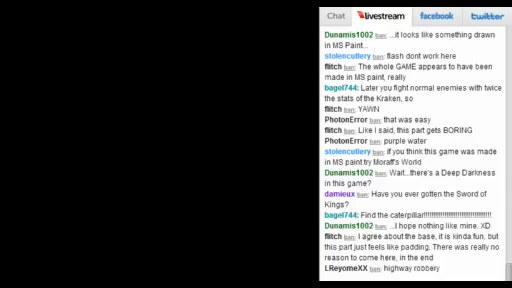 Chat livestream facebook twitter
Dunamis1002 ban: ...it looks like something drawn
in MS Paint...
stolencutlery ban: flash dont work here
flitch ban: The whole GAME appears to have been
made in MS paint, really
bagel744: Later you fight normal enemies with twice
the stats of the Kraken, so
flitch ban: YAWN
PhotonError ban: that was easy
flitch ban: Like I said, this part gets BORING
PhotonError ban: purple water
stolencutlery ban: if you think this game was made
in MS paint try Moraff's World
Dunamis1002 ban: Wait...there's a Deep Darkness
in this game?
damieux ban: Have you ever gotten the Sword of
Kings?
bagel744: Find the caterpillar!!!!!!!!!!!!!!!!!!!!!!!!!!!!!!!!
Dunamis1002 ban: ...I hope nothing like mine, XD
flitch ban: I agree about the base, it is kinda fun, but
this part just feels like padding. There was really no
reason to come here, in the end
LReyomeXX ban: highway robbery